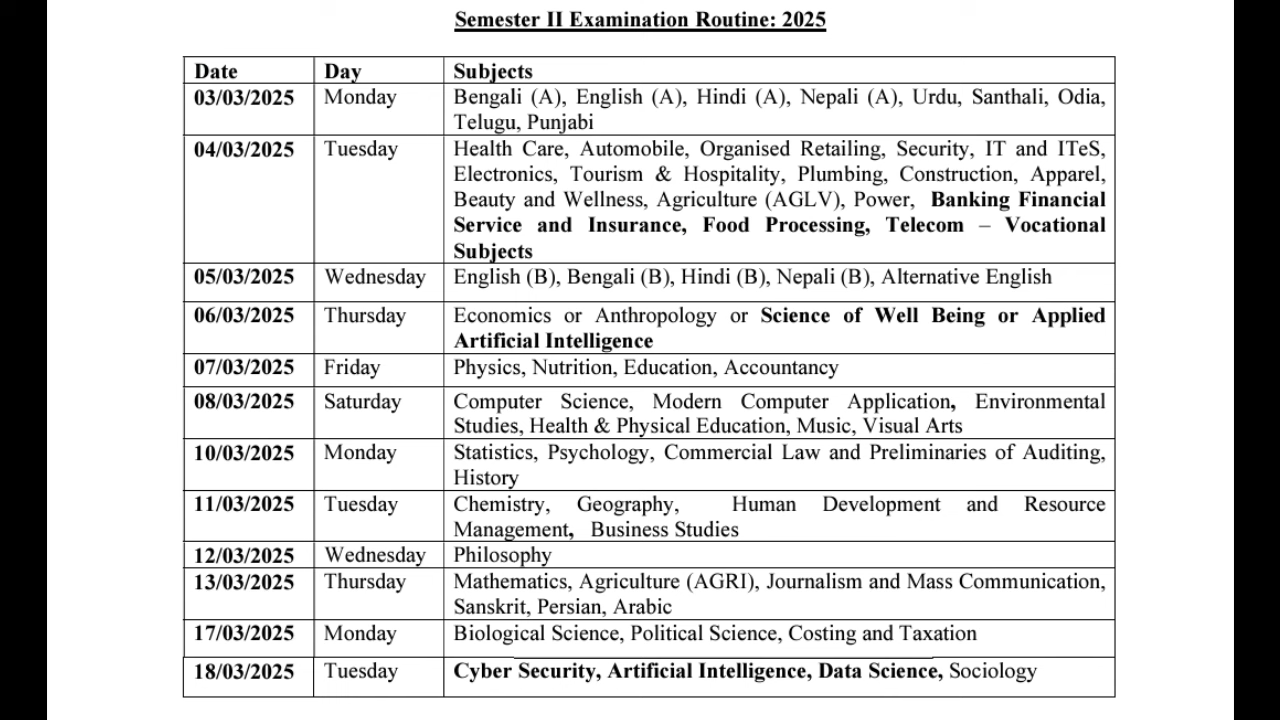 Semester II Examination Routine: 2025
Date Day Subjects
03/03/2025 Monday Bengali (A), English (A), Hindi (A), Nepali (A), Urdu, Santhali, Odia,
Telugu, Punjabi
04/03/2025 Tuesday Health Care, Automobile, Organised Retailing, Security, IT and ITeS,
Electronics, Tourism & Hospitality, Plumbing, Construction, Apparel,
Beauty and Wellness, Agriculture (AGLV), Power, Banking Financial
Service and Insurance, Food Processing, Telecom – Vocational
Subjects
05/03/2025 Wednesday English (B), Bengali (B), Hindi (B), Nepali (B), Alternative English
06/03/2025 Thursday Economics or Anthropology or Science of Well Being or Applied
Artificial Intelligence
07/03/2025 Friday Physics, Nutrition, Education, Accountancy
08/03/2025 Saturday Computer Science, Modern Computer Application, Environmental
Studies, Health & Physical Education, Music, Visual Arts
10/03/2025 Monday Statistics, Psychology, Commercial Law and Preliminaries of Auditing,
History
11/03/2025 Tuesday Chemistry, Geography, Human Development and Resource
Management, Business Studies
12/03/2025 Wednesday Philosophy
13/03/2025 Thursday Mathematics, Agriculture (AGRI), Journalism and Mass Communication,
Sanskrit, Persian, Arabic
17/03/2025 Monday Biological Science, Political Science, Costing and Taxation
18/03/2025 Tuesday Cyber Security, Artificial Intelligence, Data Science, Sociology